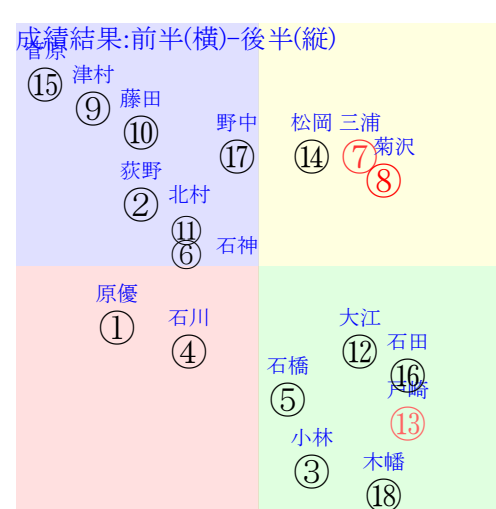 成績結果:前半(横)−後半(縦)
菅原
⑮
津村
⑨
藤田
⑩
野中
⑰
松岡
⑭
三浦
⑦
菊沢
⑧
荻野
②
北村
⑪
石神
⑥
原優
①
石川
④
大江
⑫
石田
⑯
石橋
⑤
戸崎
⑬
小林
③
木幡
⑱